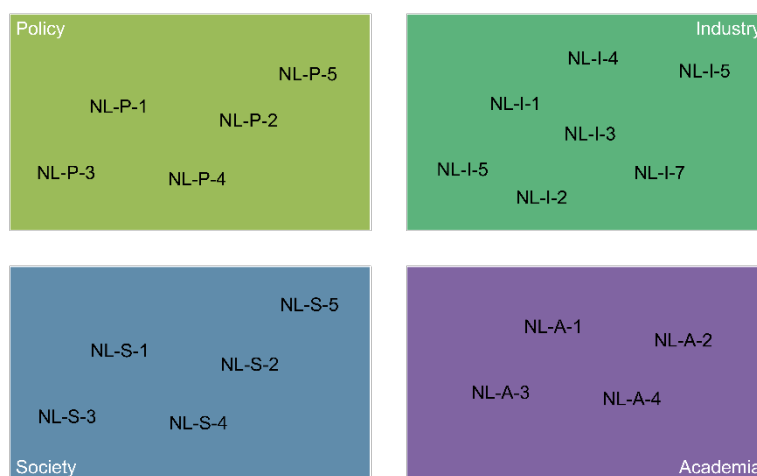 Policy
NL-P-5
NL-P-1
NL-P-2
NL-P-3
NL-P-4
Industry
NL-I-4
NL-I-5
NL-I-1
NL-I-3
NL-I-5
NL-I-7
NL-I-2
NL-S-5
NL-S-1
NL-S-2
NL-S-3
NL-S-4
Society
NL-A-1
NL-A-2
NL-A-3
NL-A-4
Academia